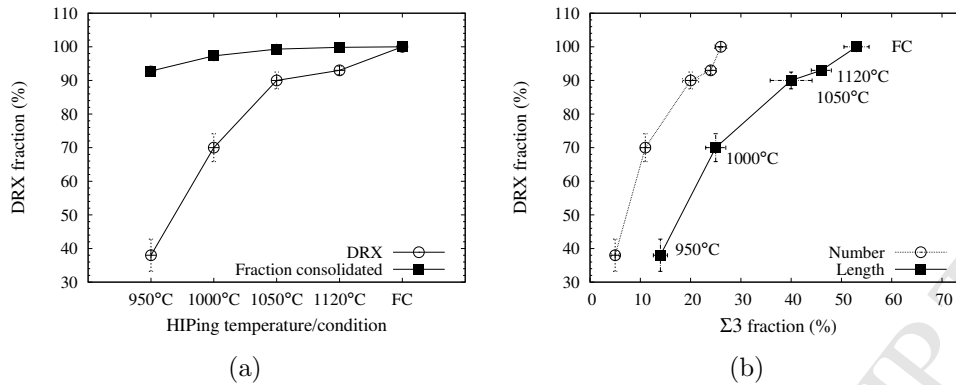 100
90
80
70
60
50
40
30
DRX fraction (%)
DRX
Fraction consolidated
950°C 1000°C 1050°C 1120°C FC
HIPing temperature/condition
(a)
100
90
80
70
60
50
40
30
DRX fraction (%)
FC
1120°C
1050°C
1000°C
950°C
Number
Length
0 10 20 30 40 50 60 70
Σ3 fraction (%)
(b)